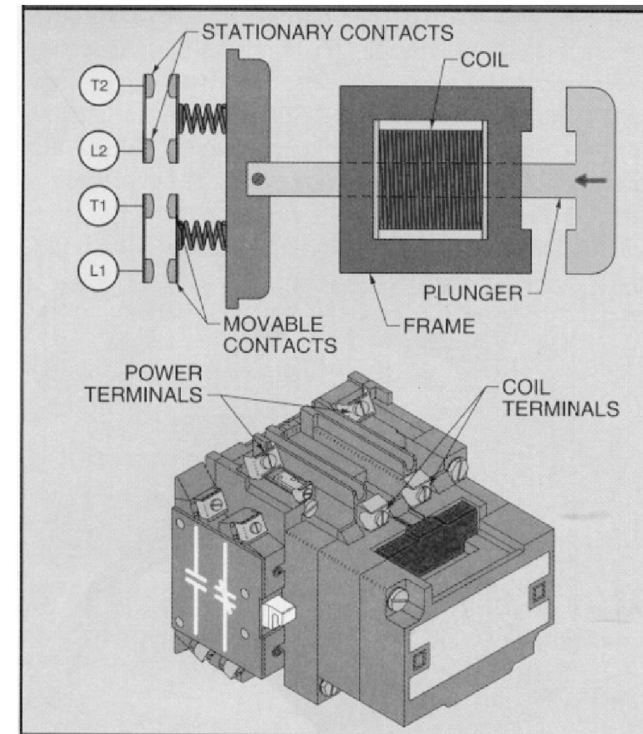 STATIONARY CONTACTS
COIL
T2
L2
T1
L1
PLUNGER
FRAME
MOVABLE
CONTACTS
POWER
TERMINALS
COIL
TERMINALS